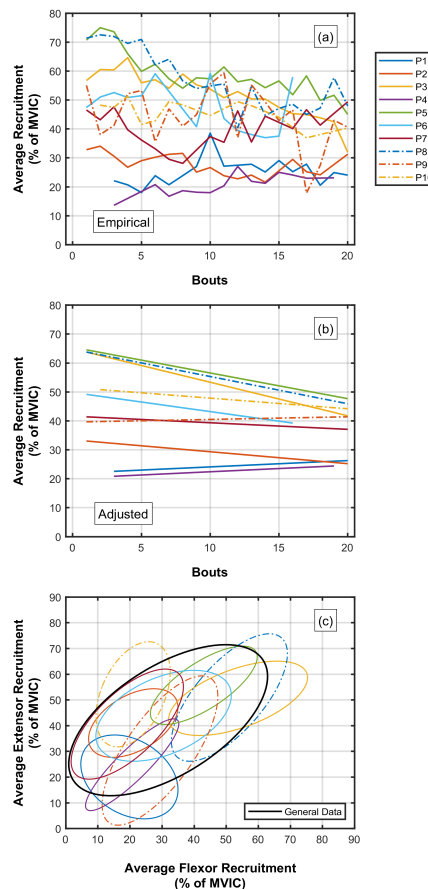 80
70
60
50
40
30
20
10
0
Average Recruitment
(% of MVIC)
(a)
Empirical
0 5 10 15 20
Bouts
P1
P2
P3
P4
P5
P6
P7
P8
P9
P10
80
70
60
50
40
30
20
10
0
Average Recruitment
(% of MVIC)
(b)
Adjusted
0 5 10 15 20
Bouts
90
80
70
60
50
40
30
20
10
0
Average Extensor Recruitment
(% of MVIC)
(c)
General Data
0 10 20 30 40 50 60 70 80 90
Average Flexor Recruitment
(% of MVIC)